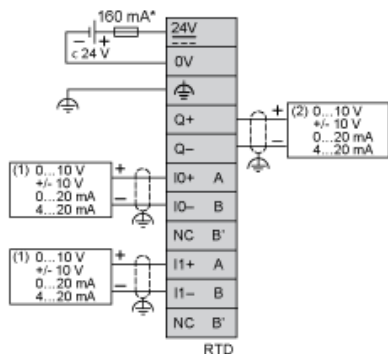 160 mA*
– +
c 24 V
24V
0V
Q+
Q–
+
–
(2) 0...10 V
+/- 10 V
0...20 mA
4...20 mA
(1) 0...10 V
+/- 10 V
0...20 mA
4...20 mA
+
–
I0+ A
I0– B
NC B'
(1) 0...10 V
+/- 10 V
0...20 mA
4...20 mA
+
–
I1+ A
I1– B
NC B'
RTD